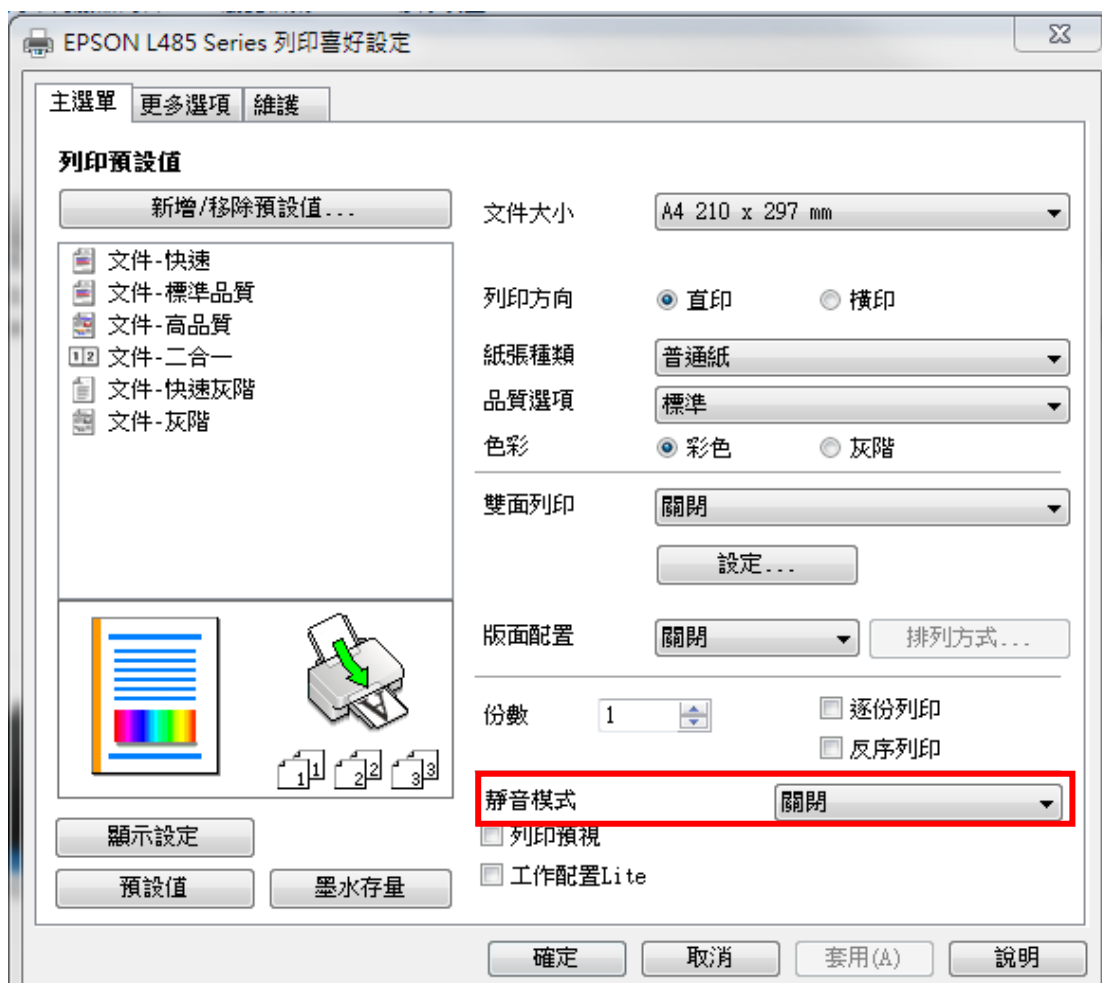 EPSON L485 Series 列印喜好設定
主選單 更多選項 維護
列印預設值
新增/移除預設值...
文件-快速
文件-標準品質
文件-高品質
1 2 文件-二合一
文件-快速灰階
文件-灰階
1 1 2 2 3 3
顯示設定
預設值 墨水存量
文件大小 A4 210 x 297 mm
列印方向 直印 橫印
紙張種類 普通紙
品質選項 標準
色彩 彩色 灰階
雙面列印 關閉
設定...
版面配置 關閉 排列方式...
份數 1 逐份列印
反序列印
靜音模式 關閉
列印預視
工作配置Lite
確定 取消 套用(A) 說明